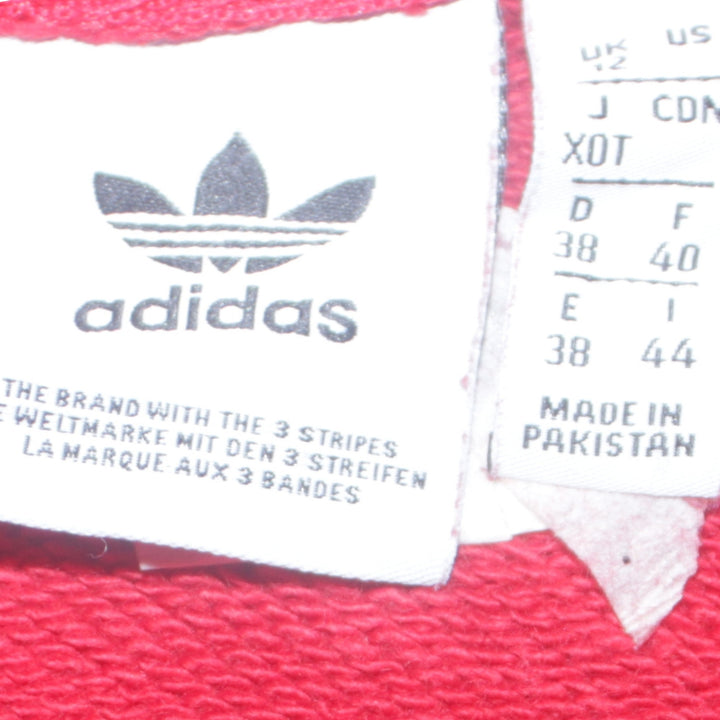 adidas
THE BRAND WITH THE 3 STRIPES
E WELTMARKE MIT DEN 3 STREIFEN
LA MARQUE AUX 3 BANDES
UK US
12
J CDN
XOT
D F
38 40
E I
38 44
MADE IN
PAKISTAN